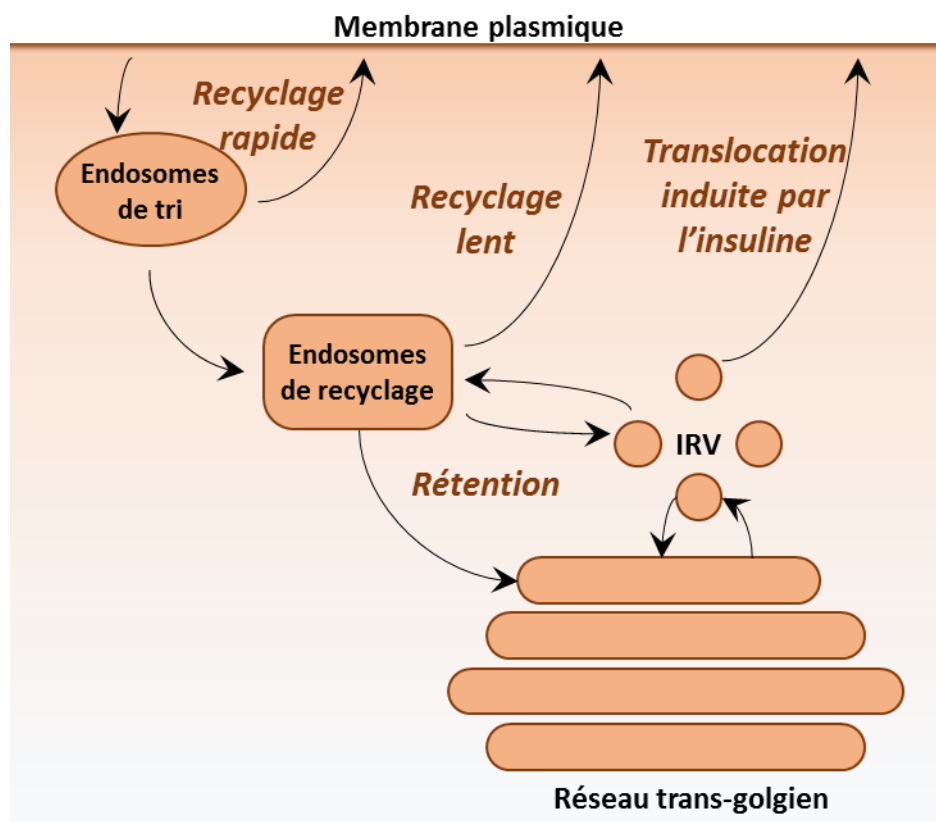 Membrane plasmique
Recyclage
rapide
Endosomes
de tri
Translocation
induite par
l'insuline
Recyclage
lent
Endosomes
de recyclage
IRV
Rétention
Réseau trans-golgien